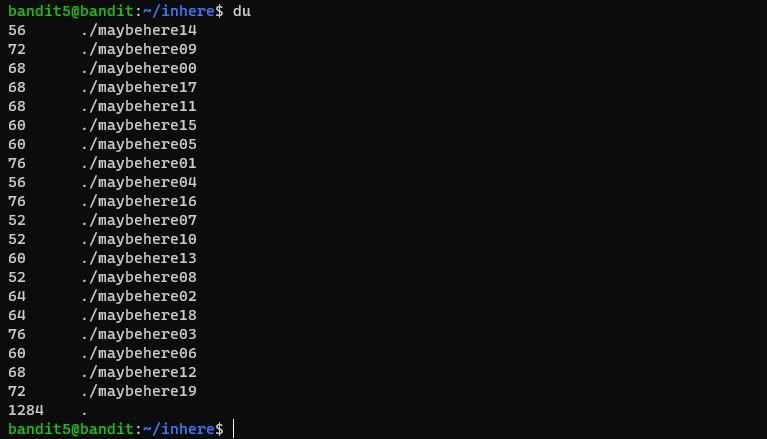 bandit5@bandit:~/inhere$ du
56      ./maybehere14
72      ./maybehere09
68      ./maybehere00
68      ./maybehere17
68      ./maybehere11
60      ./maybehere15
60      ./maybehere05
76      ./maybehere01
56      ./maybehere04
76      ./maybehere16
52      ./maybehere07
52      ./maybehere10
60      ./maybehere13
52      ./maybehere08
64      ./maybehere02
64      ./maybehere18
76      ./maybehere03
60      ./maybehere06
68      ./maybehere12
72      ./maybehere19
1284    .
bandit5@bandit:~/inhere$